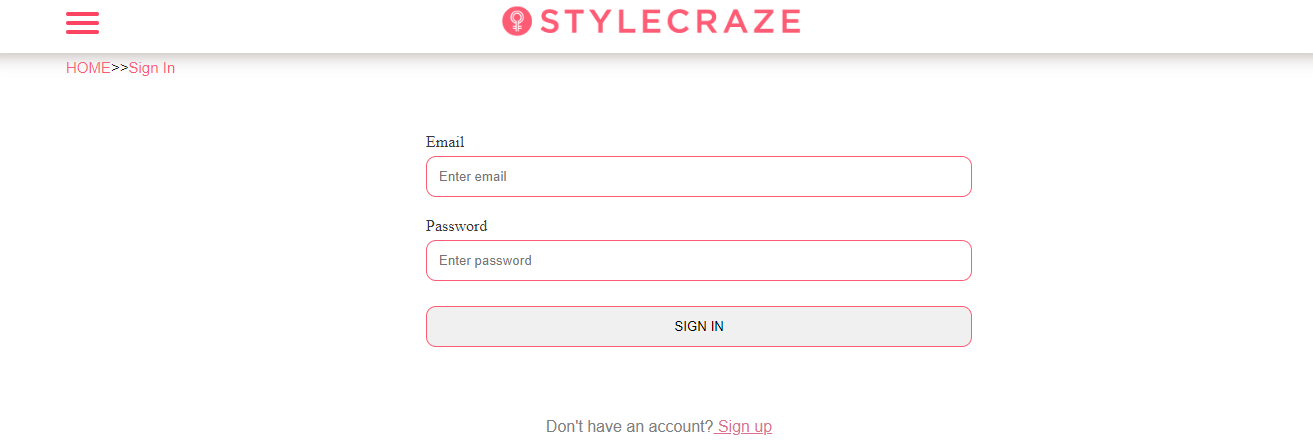 STYLECRAZE
HOME>>Sign In
Email
Enter email
Password
Enter password
SIGN IN
Don't have an account? Sign up